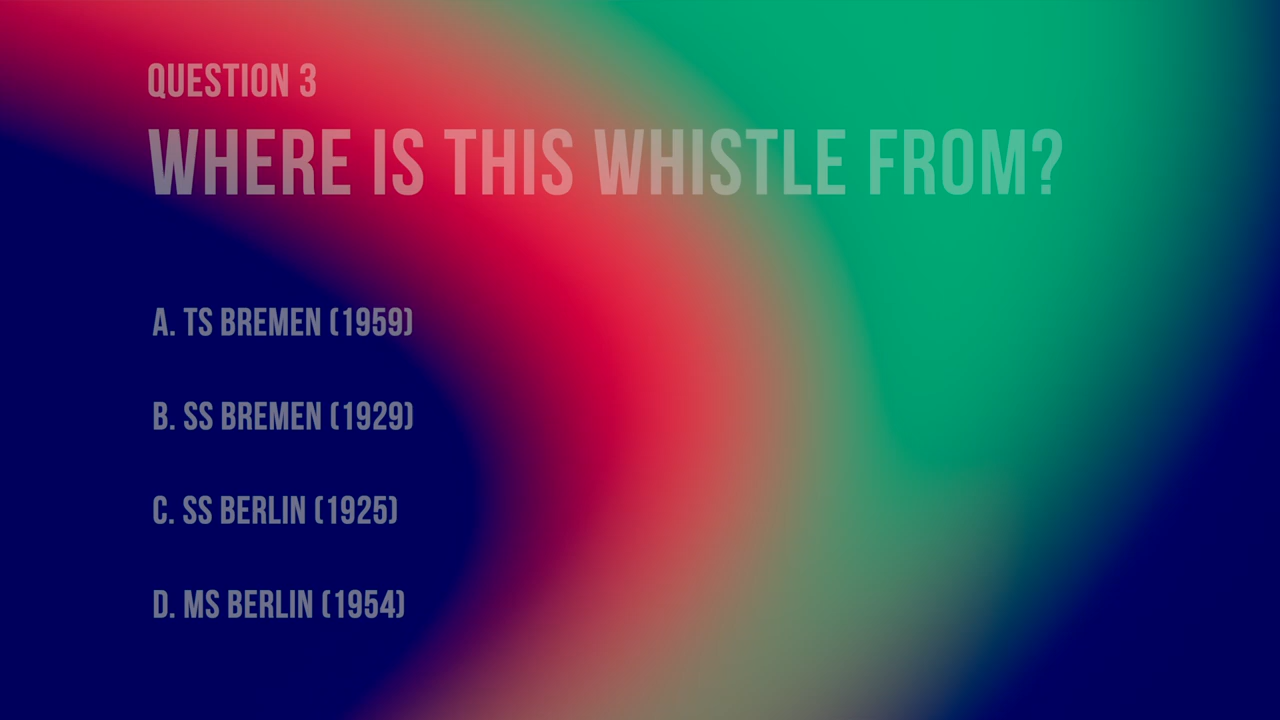 QUESTION 3
WHERE IS THIS WHISTLE FROM?
A. TS BREMEN (1959)
B. SS BREMEN (1929)
C. SS BERLIN (1925)
D. MS BERLIN (1954)